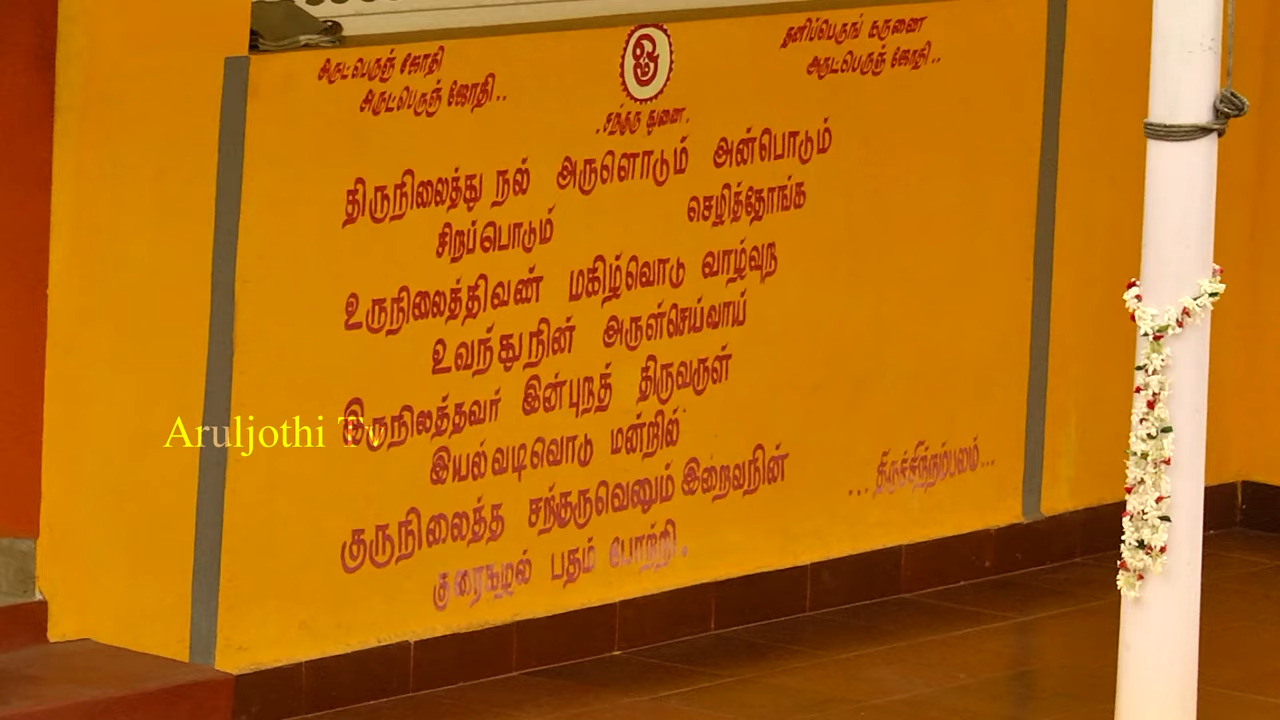 அருட்பெருஞ் ஜோதி
அருட்பெருஞ் ஜோதி..
ஓ
தனிப்பெருங் கருணை
அருட்பெருஞ் ஜோதி..
. சற்குரு துணை .
திருநிலைத்து நல் அருளொடும் அன்பொடும்
சிறப்பொடும் செழித்தோங்க
உருநிலைத்திவண் மகிழ்வொடு வாழ்வுற
உவந்துநின் அருள்செய்வாய்
இருநிலத்தவர் இன்புறத் திருவருள்
இயல்வடிவொடு மன்றில்
குருநிலைத்த சற்குருவெனும் இறைவநின்
குரைகழல் பதம் போற்றி.
... திருச்சிற்றம்பலம்...
Aruljothi Tv